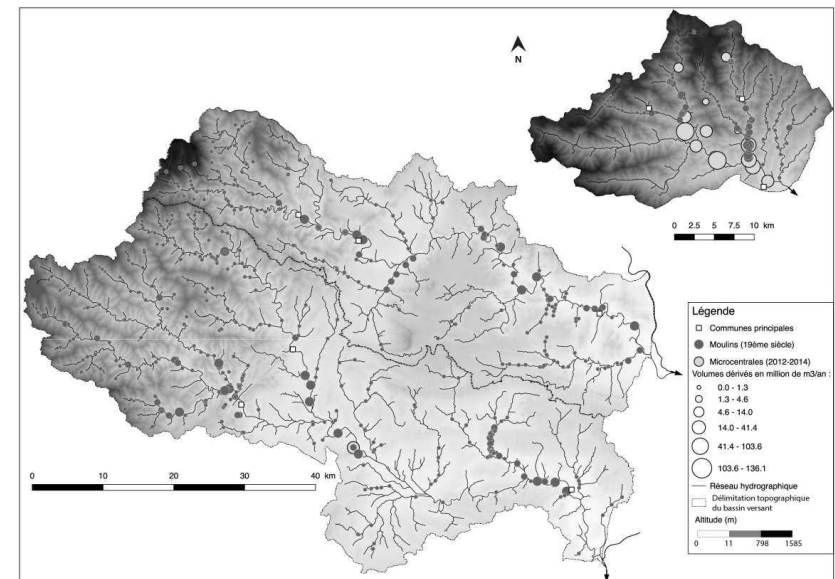 N
0 2.5 5 7.5 10 km
0 10 20 30 40 km
Légende
Communes principales
Moulins (19ème siècle)
Microcentrales (2012-2014)
Volumes dérivés en million de m3/an :
0.0 - 1.3
1.3 - 4.6
4.6 - 14.0
14.0 - 41.4
41.4 - 103.6
103.6 - 136.1
Réseau hydrographique
Délimitation topographique
du bassin versant
Altitude (m)
0 11 798 1585